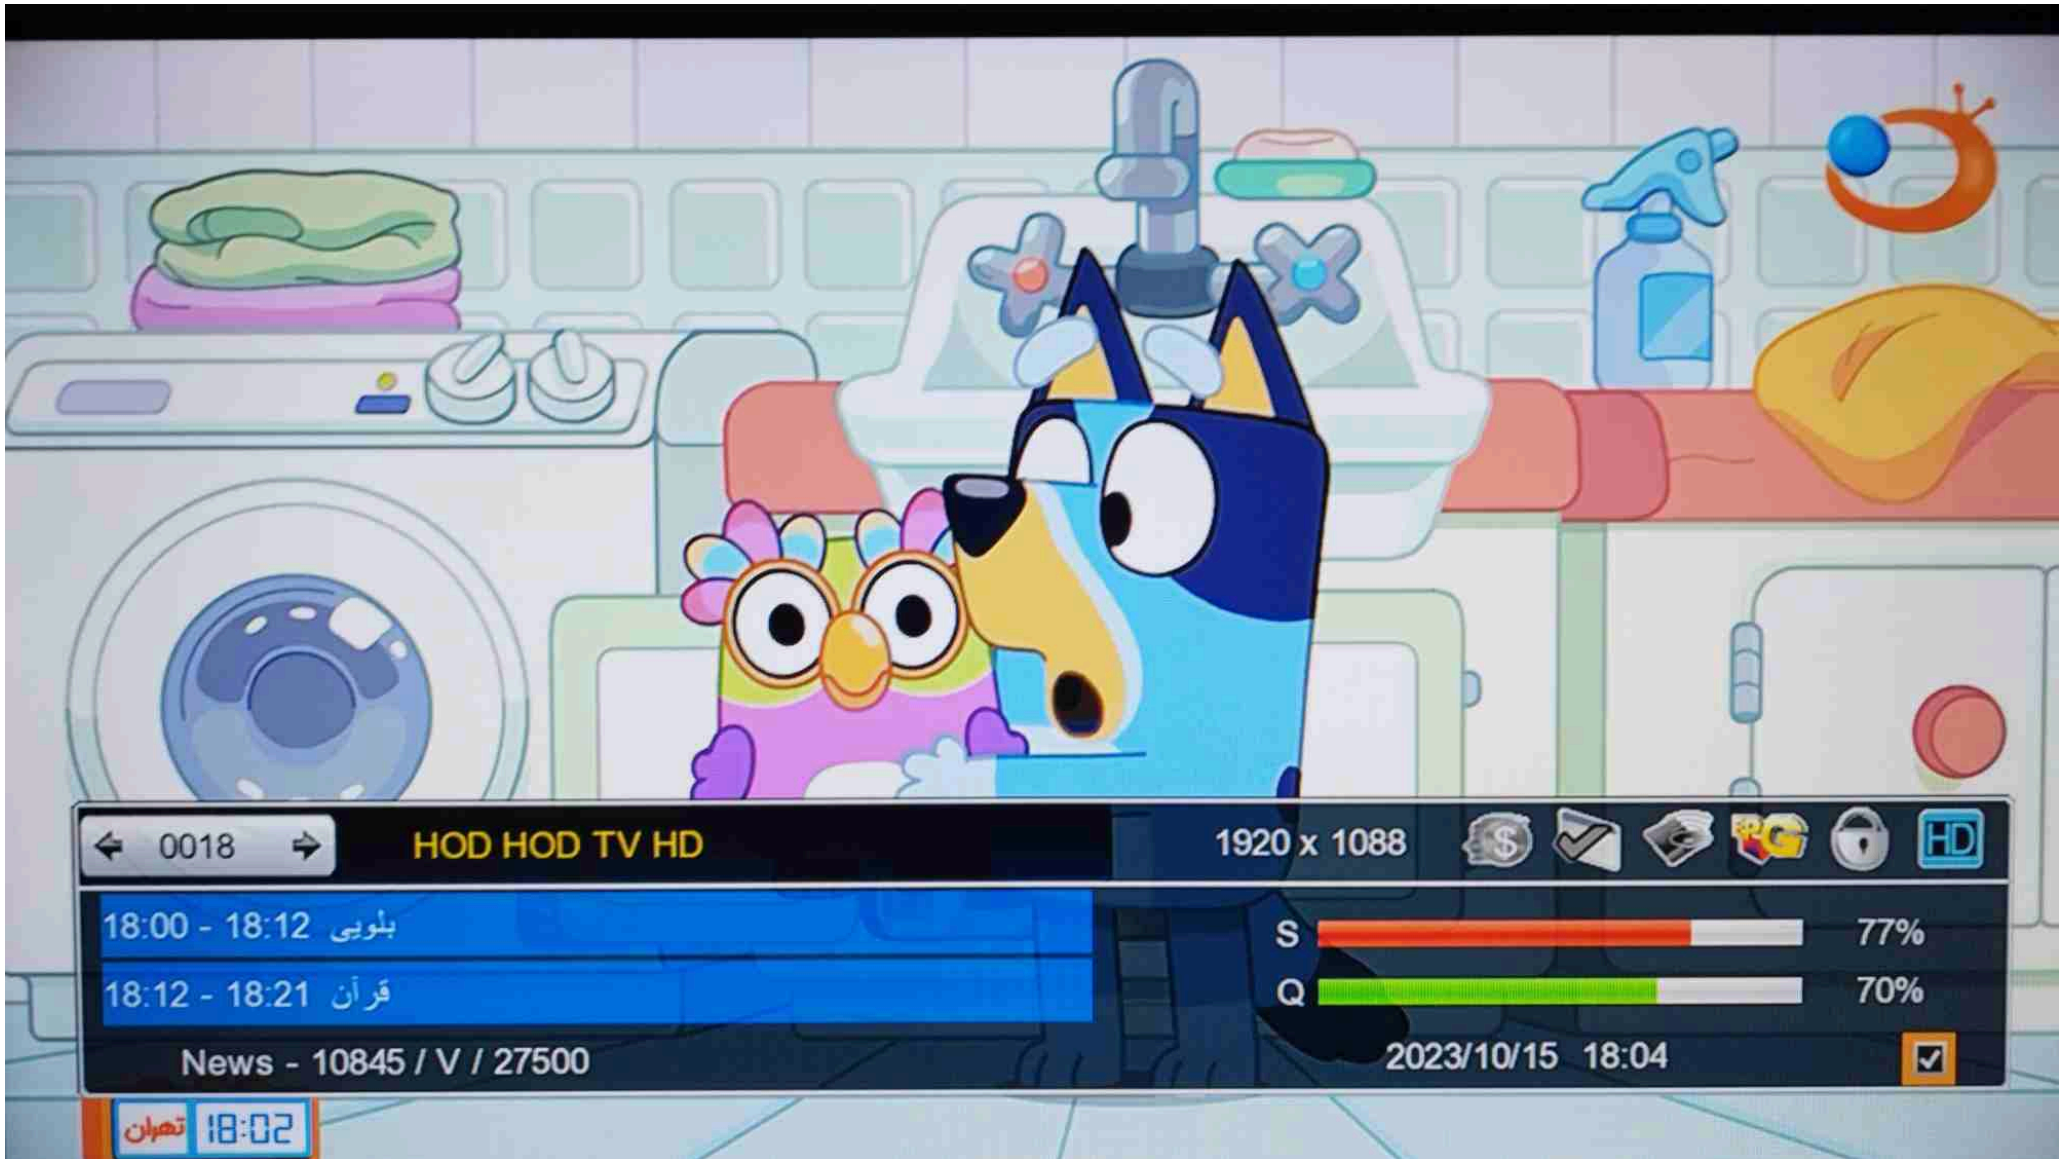 0018
HOD HOD TV HD
1920 x 1088
$
G
HD
18:00 - 18:12 بلویی
18:12 - 18:21 قرآن
S 77%
Q 70%
News - 10845 / V / 27500
2023/10/15 18:04
تهران 18:02